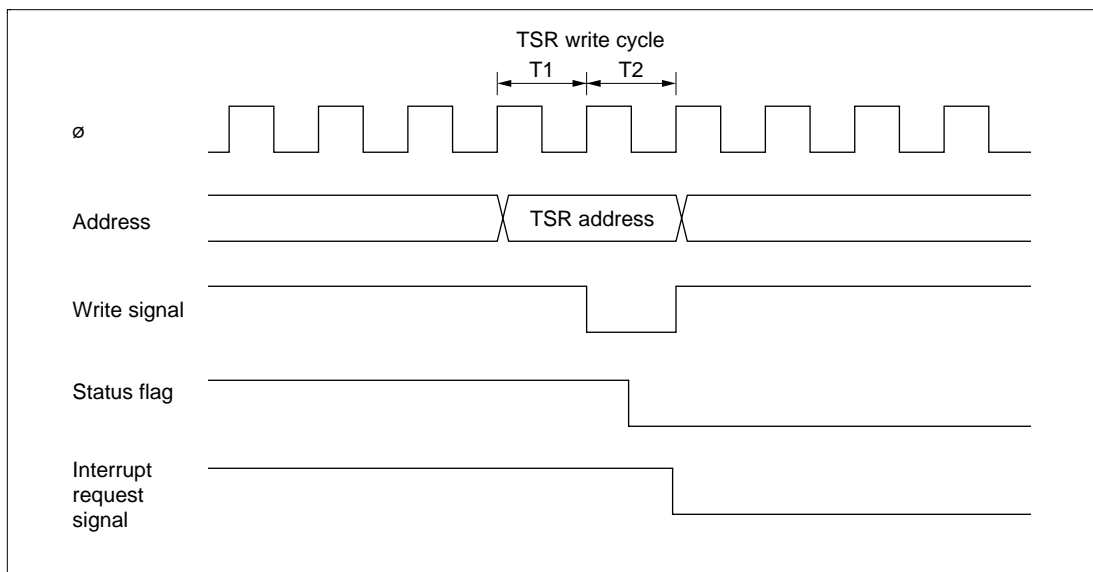 TSR write cycle
T1 T2
ø
Address
TSR address
Write signal
Status flag
Interrupt
request
signal